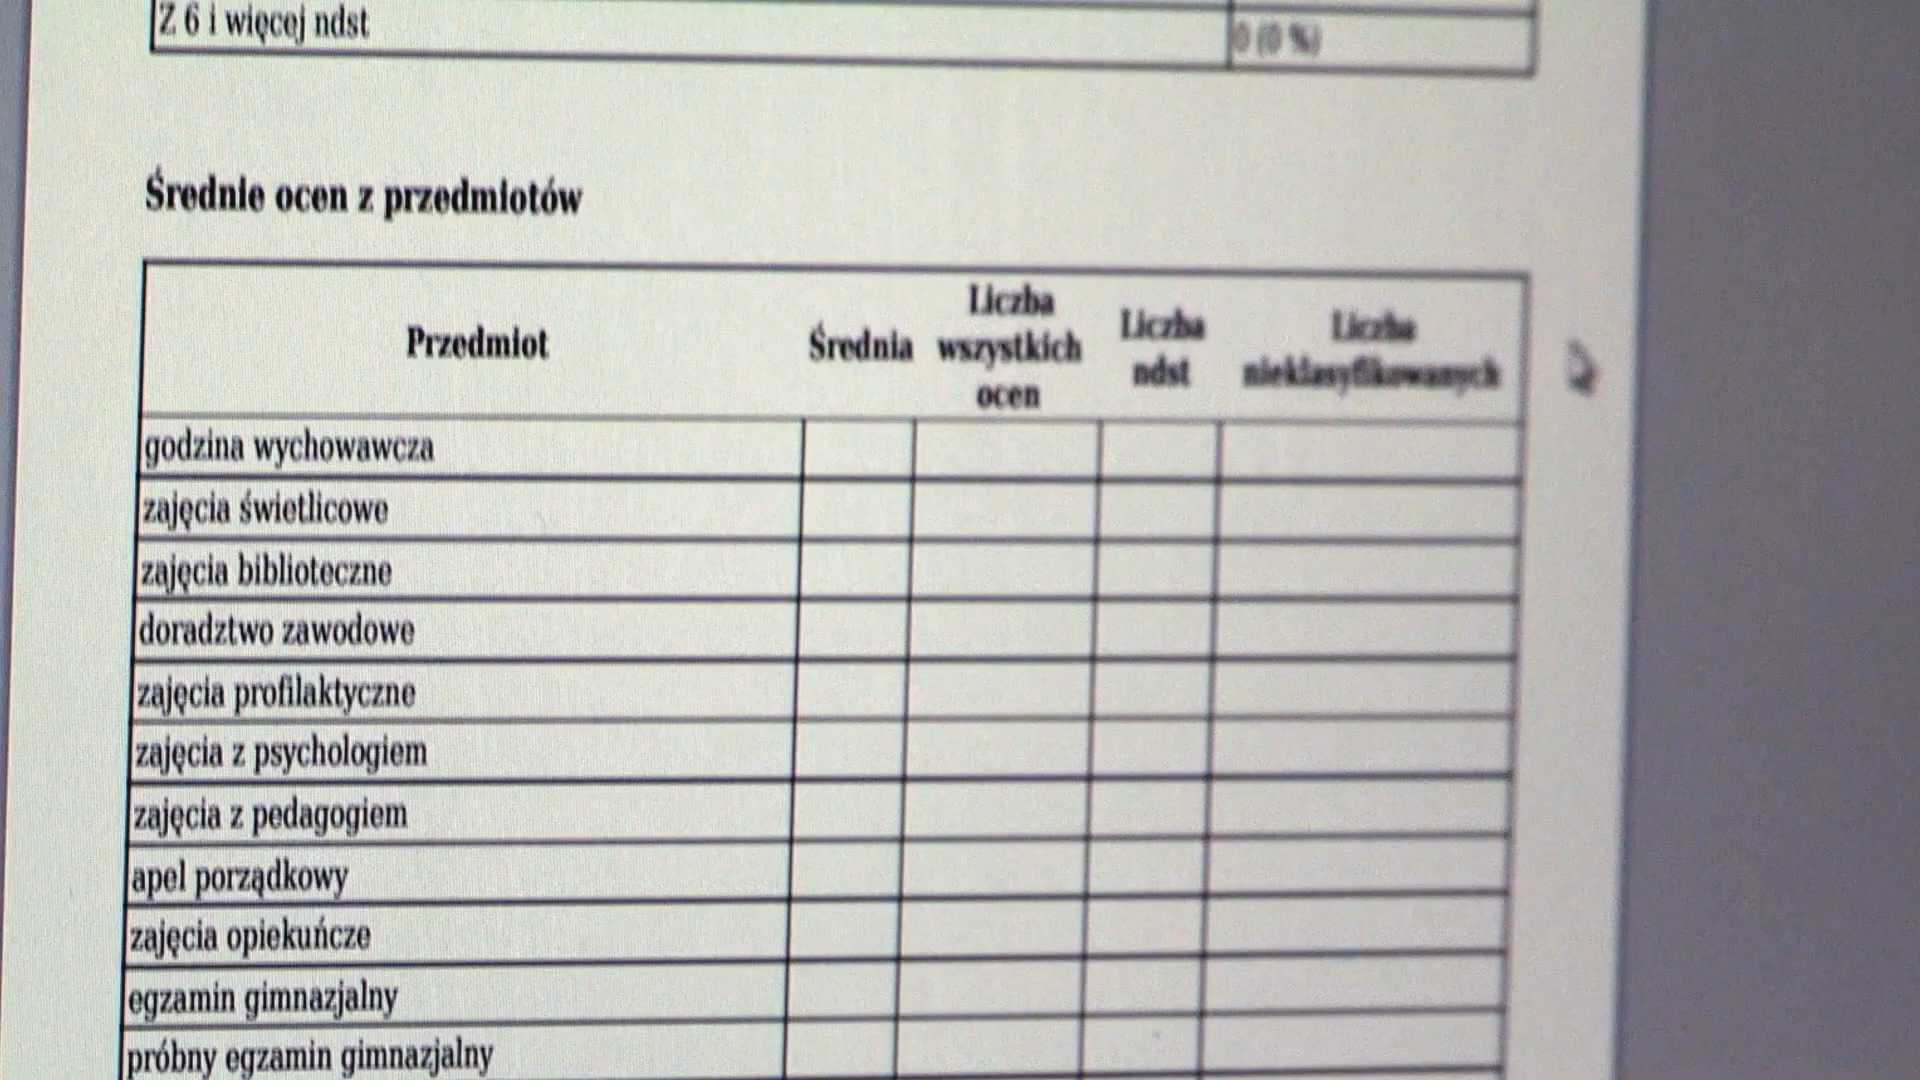 Z 6 i więcej ndst
0 (0 %)
Średnie ocen z przedmiotów
Przedmiot
Średnia
Liczba
wszystkich
ocen
Liczba
ndst
Liczba
nieklasyfikowanych
godzina wychowawcza
zajęcia świetlicowe
zajęcia biblioteczne
doradztwo zawodowe
zajęcia profilaktyczne
zajęcia z psychologiem
zajęcia z pedagogiem
apel porządkowy
zajęcia opiekuńcze
egzamin gimnazjalny
próbny egzamin gimnazjalny